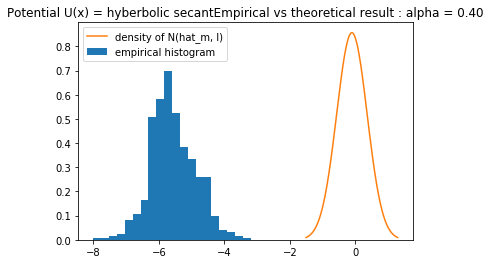 Potential U(x) = hyberbolic secantEmpirical vs theoretical result : alpha = 0.40
density of N(hat_m, I)
empirical histogram
0.8
0.7
0.6
0.5
0.4
0.3
0.2
0.1
0.0
−8 −6 −4 −2 0